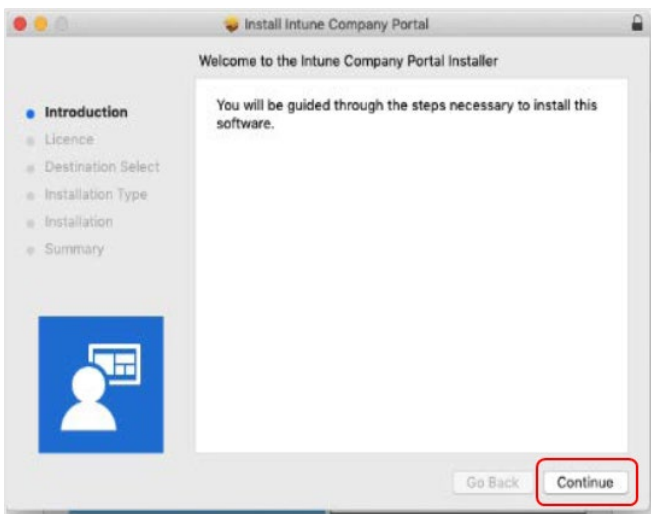 Install Intune Company Portal
Welcome to the Intune Company Portal Installer
Introduction
Licence
Destination Select
Installation Type
Installation
Summary
You will be guided through the steps necessary to install this
software.
Go Back
Continue